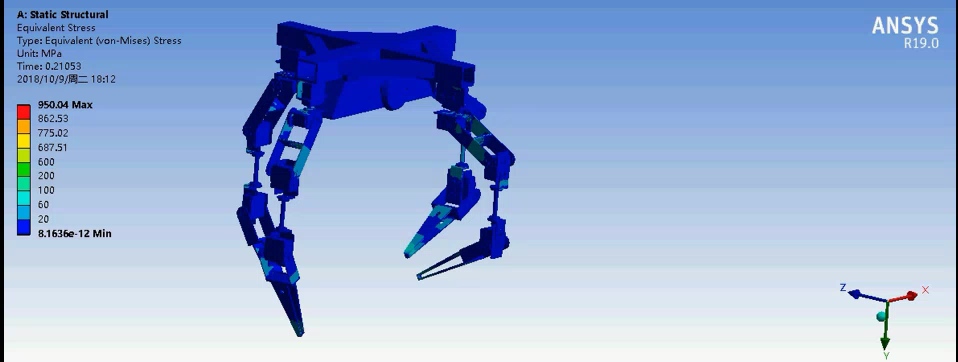 A: Static Structural
Equivalent Stress
Type: Equivalent (von-Mises) Stress
Unit: MPa
Time: 0.21053
2018/10/9/周二 18:12
950.04 Max
862.53
775.02
687.51
600
200
100
60
20
8.1636e-12 Min
ANSYS
R19.0
Z
X
Y